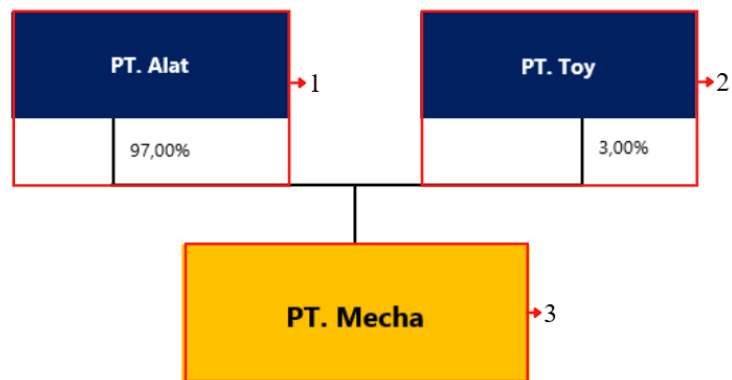 PT. Alat
1
PT. Toy
2
97,00%
3,00%
PT. Mecha
3